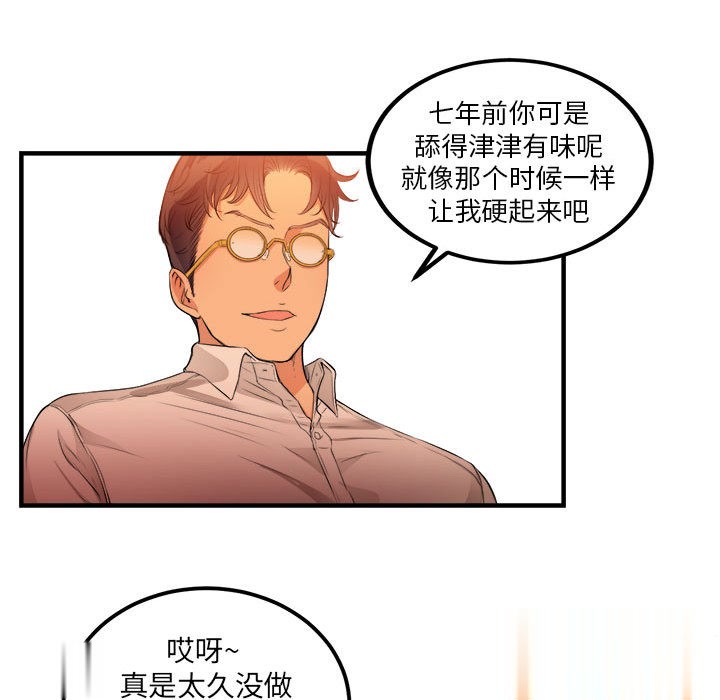 七年前你可是
舔得津津有味呢
就像那个时候一样
让我硬起来吧
哎呀~
真是太久没做